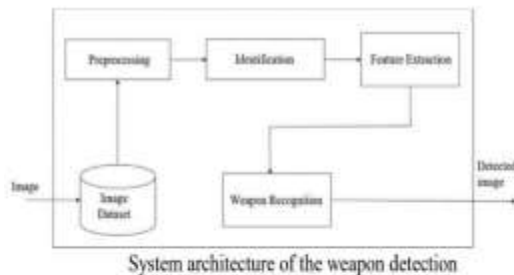 Preprocessing
Identification
Feature Extraction
Image
Image
Dataset
Weapon Recognition
Detected
image
System architecture of the weapon detection